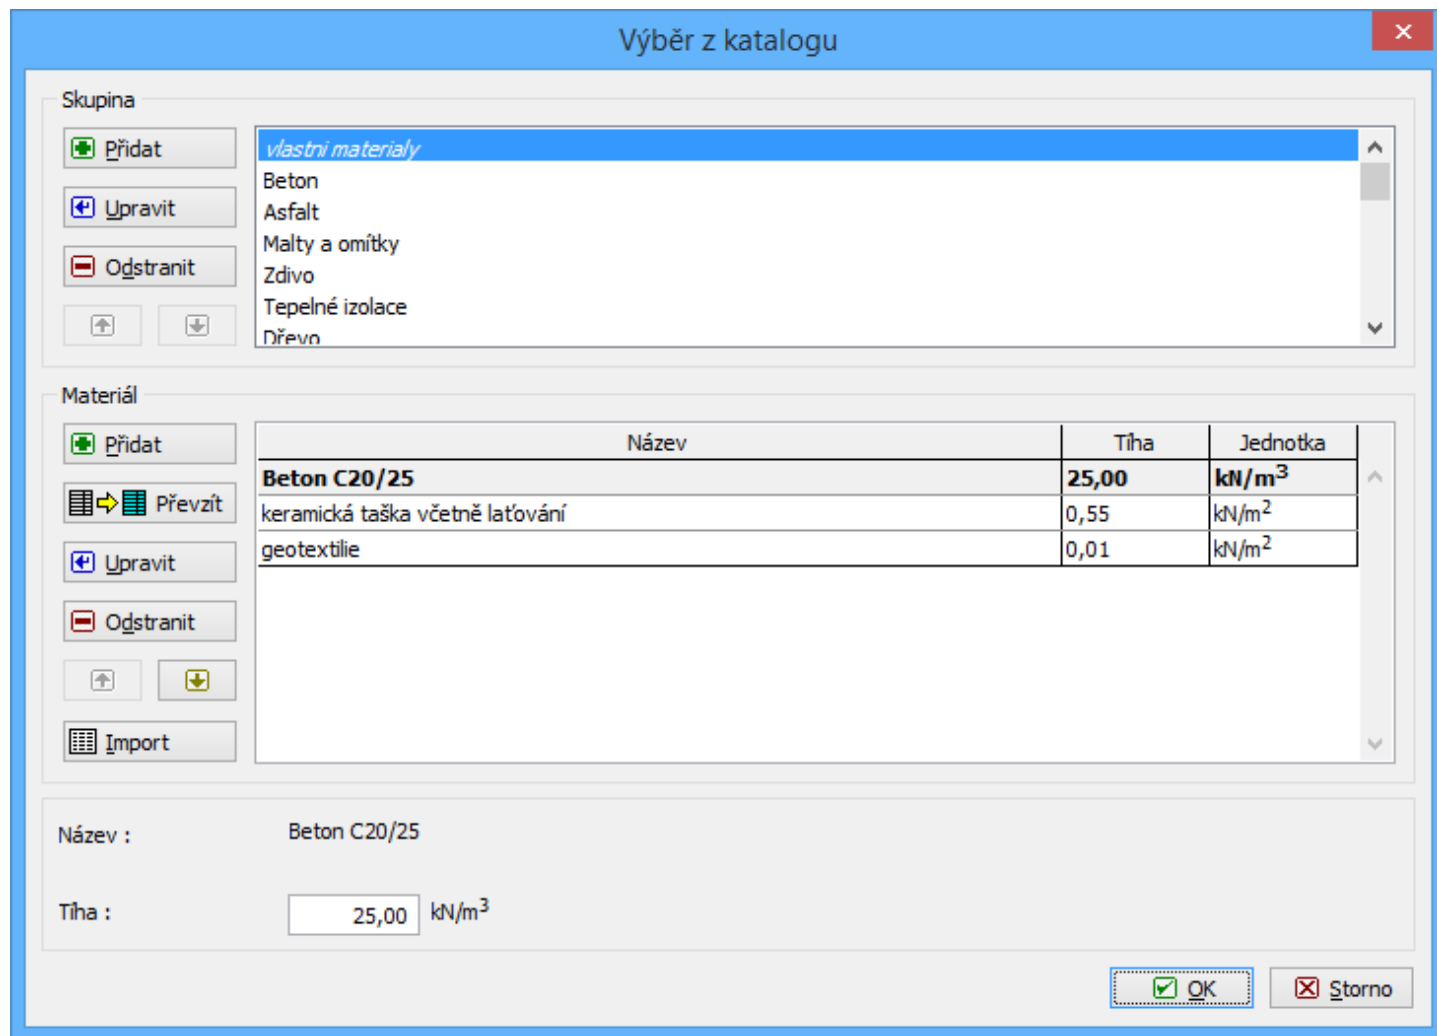 Výběr z katalogu
Skupina
Přidat
Upravit
Odstranit
vlastni materialy
Beton
Asfalt
Malty a omítky
Zdivo
Tepelné izolace
Dřevo
Materiál
Přidat
Převzít
Upravit
Odstranit
Import
Název Tíha Jednotka
Beton C20/25 25,00 kN/m³
keramická taška včetně laťování 0,55 kN/m²
geotextilie 0,01 kN/m²
Název : Beton C20/25
Tíha : 25,00 kN/m³
OK Storno